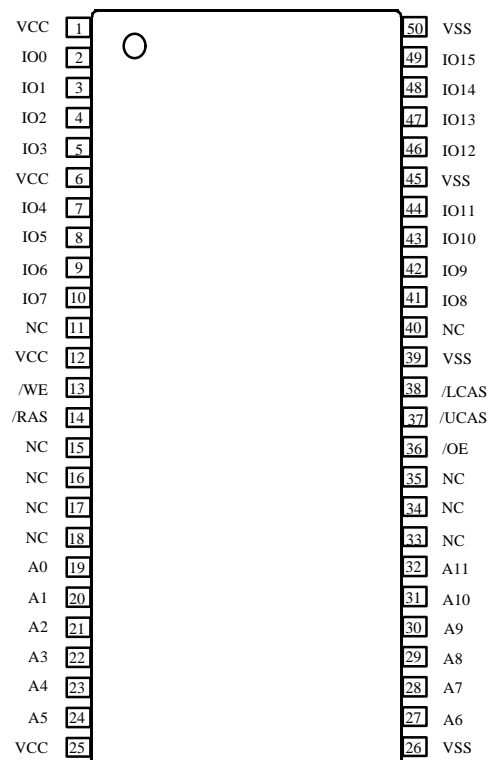 VCC 1 50 VSS
IO0 2 49 IO15
IO1 3 48 IO14
IO2 4 47 IO13
IO3 5 46 IO12
VCC 6 45 VSS
IO4 7 44 IO11
IO5 8 43 IO10
IO6 9 42 IO9
IO7 10 41 IO8
NC 11 40 NC
VCC 12 39 VSS
/WE 13 38 /LCAS
/RAS 14 37 /UCAS
NC 15 36 /OE
NC 16 35 NC
NC 17 34 NC
NC 18 33 NC
A0 19 32 A11
A1 20 31 A10
A2 21 30 A9
A3 22 29 A8
A4 23 28 A7
A5 24 27 A6
VCC 25 26 VSS